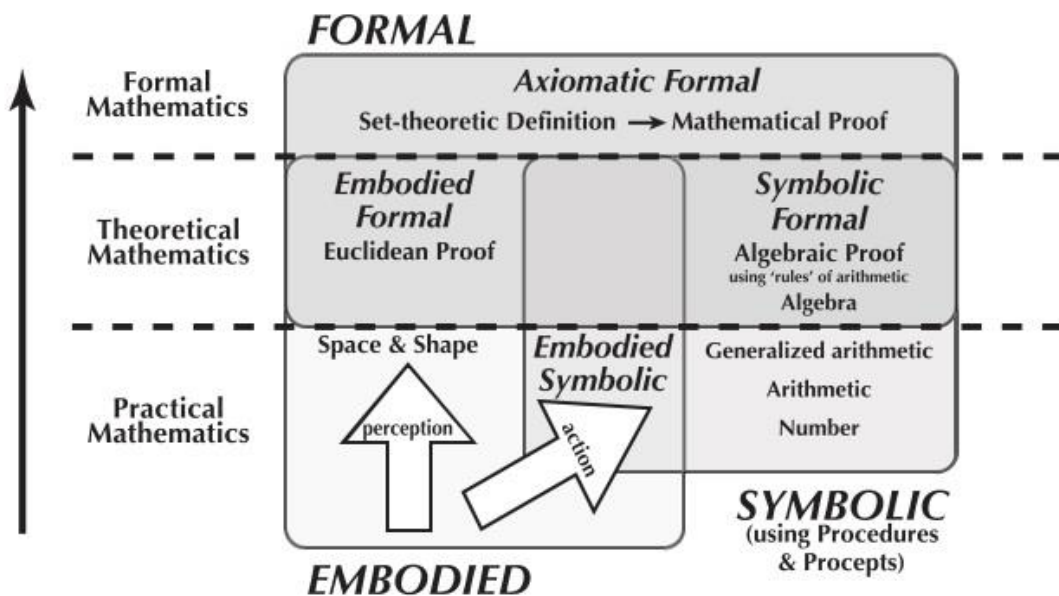 FORMAL
Formal
Mathematics
Axiomatic Formal
Set-theoretic Definition → Mathematical Proof
Theoretical
Mathematics
Embodied
Formal
Euclidean Proof
Symbolic
Formal
Algebraic Proof
using ‘rules’ of arithmetic
Algebra
Practical
Mathematics
Space & Shape
perception
Embodied
Symbolic
action
Generalized arithmetic
Arithmetic
Number
EMBODIED
SYMBOLIC
(using Procedures
& Procepts)